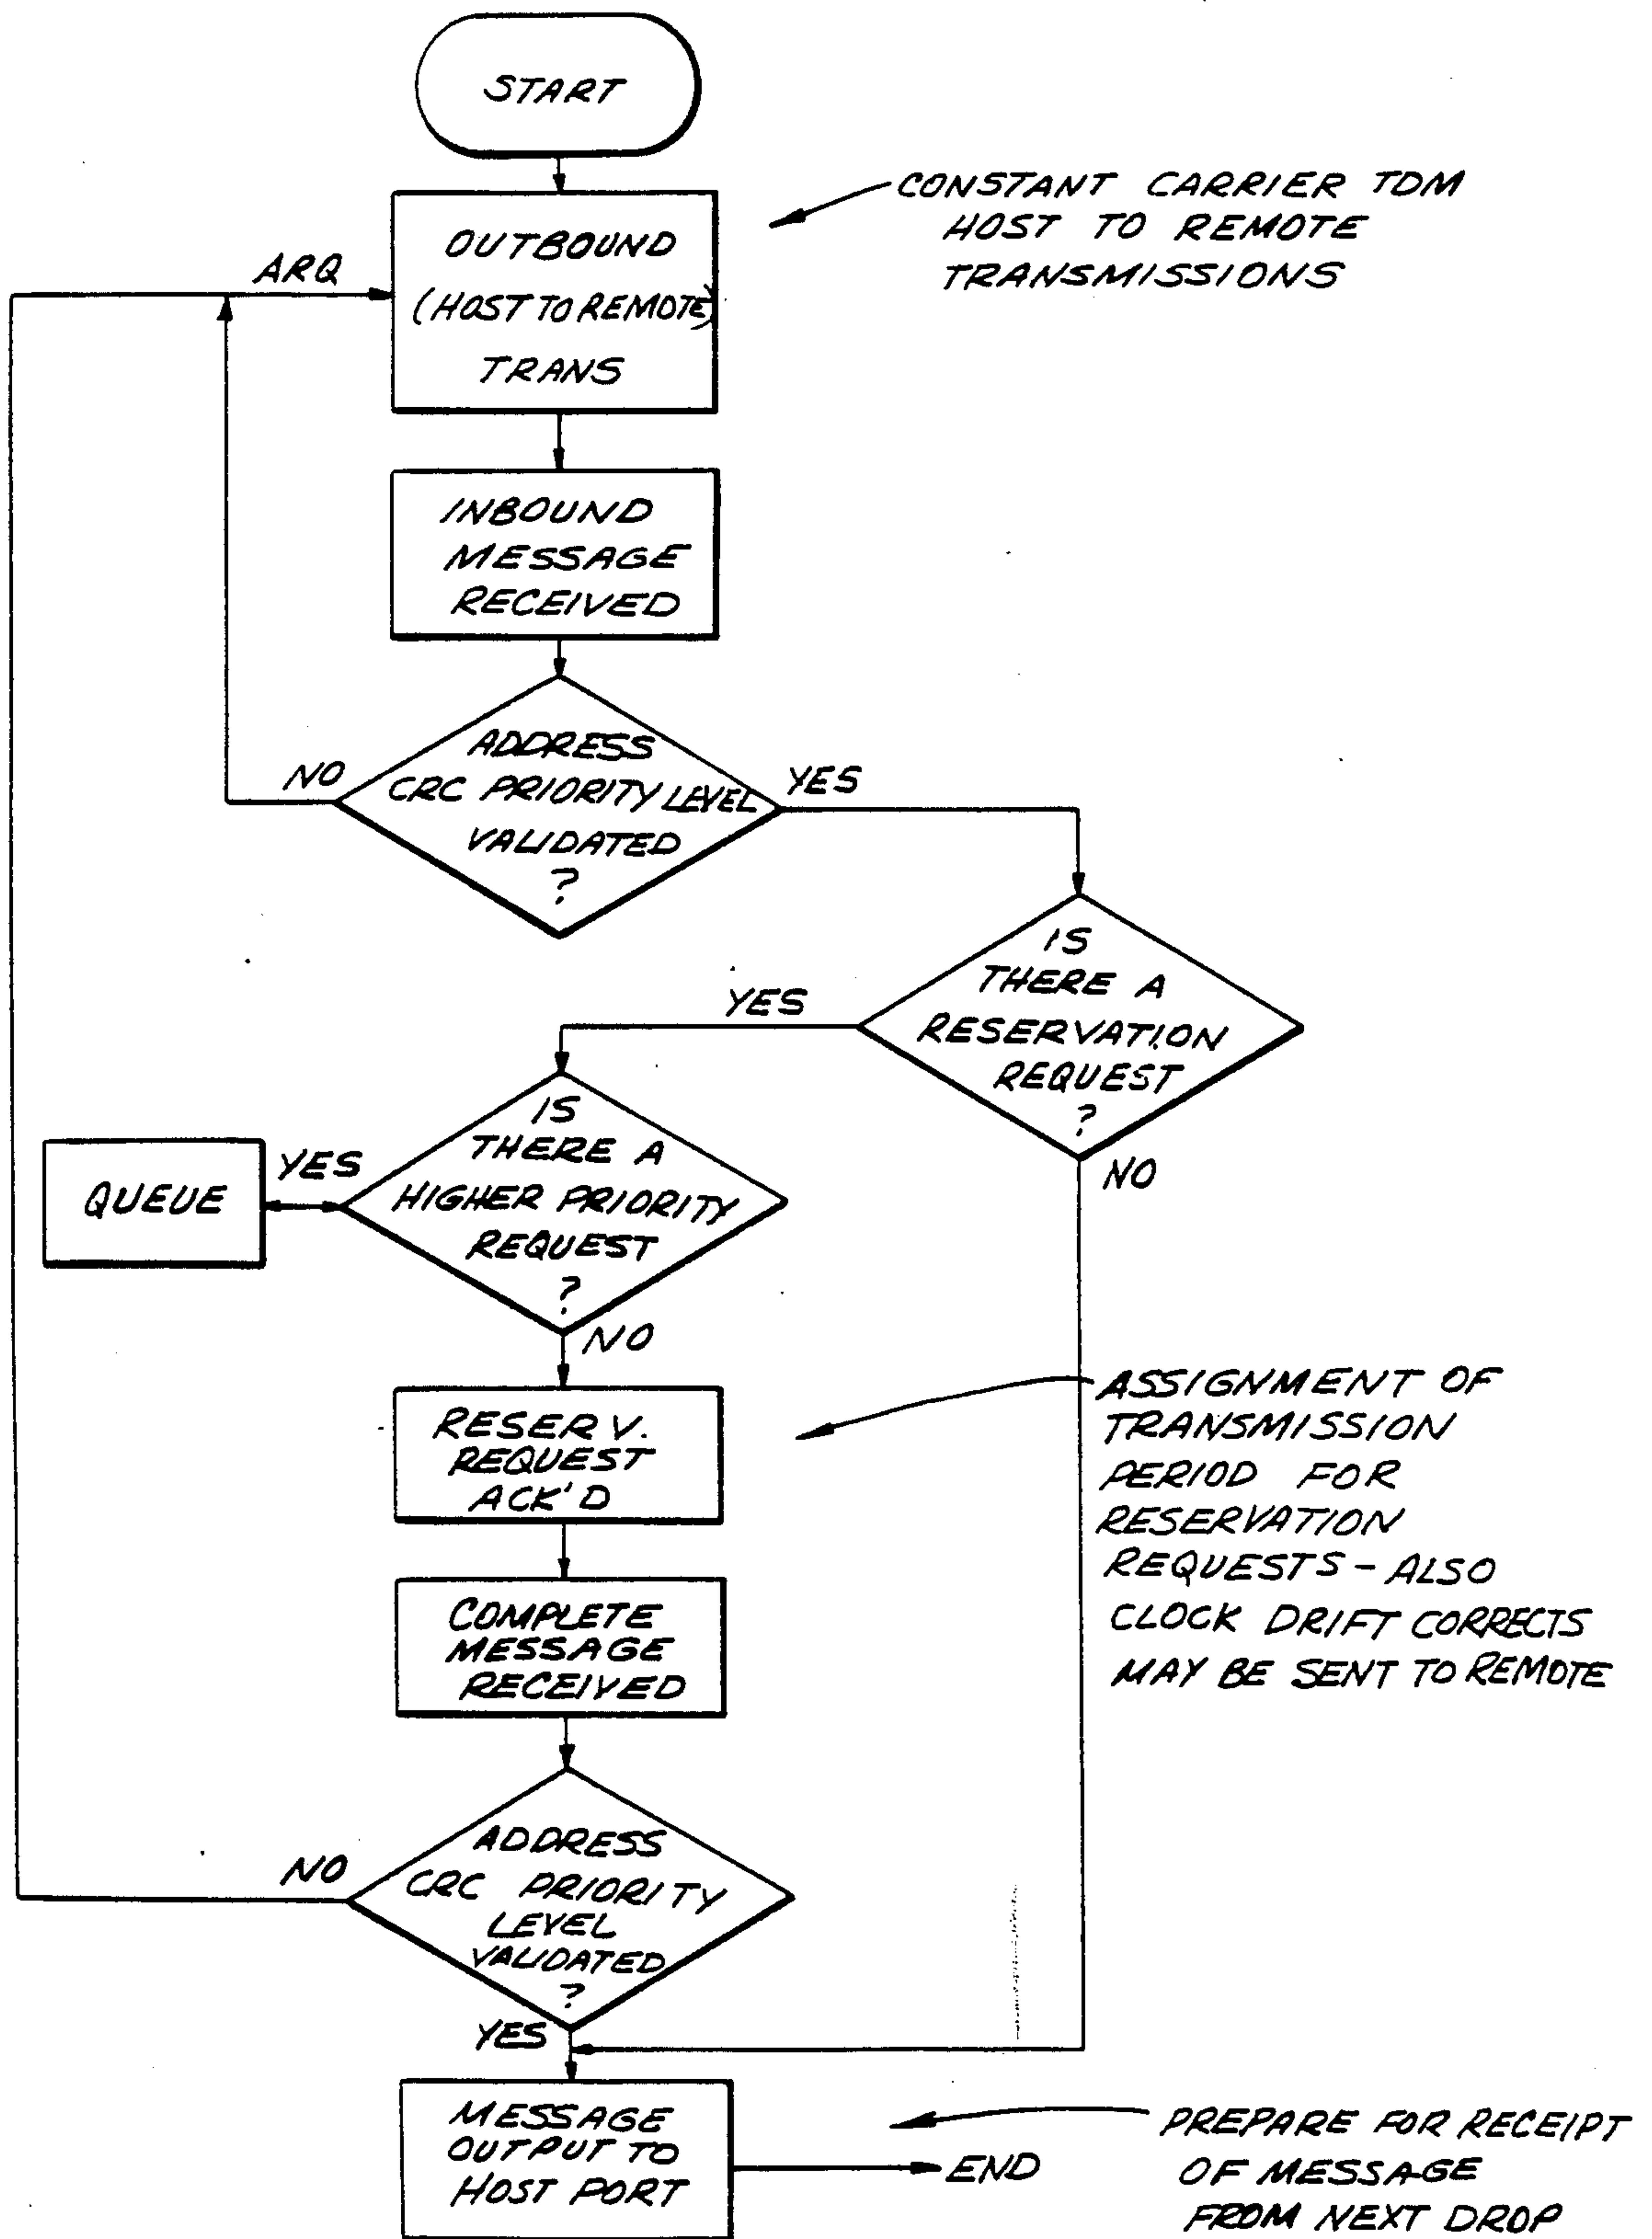 START
CONSTANT CARRIER TDM
HOST TO REMOTE
TRANSMISSIONS
ARQ
OUTBOUND
(HOST TO REMOTE)
TRANS
INBOUND
MESSAGE
RECEIVED
ADDRESS
CRC PRIORITY LEVEL
VALIDATED
?
NO
YES
IS
THERE A
RESERVATION
REQUEST
?
YES
NO
IS
THERE A
HIGHER PRIORITY
REQUEST
?
YES
QUEUE
NO
RESERV.
REQUEST
ACK'D
ASSIGNMENT OF
TRANSMISSION
PERIOD FOR
RESERVATION
REQUESTS - ALSO
CLOCK DRIFT CORRECTS
MAY BE SENT TO REMOTE
COMPLETE
MESSAGE
RECEIVED
ADDRESS
CRC PRIORITY
LEVEL
VALIDATED
?
NO
YES
MESSAGE
OUTPUT TO
HOST PORT
END
PREPARE FOR RECEIPT
OF MESSAGE
FROM NEXT DROP